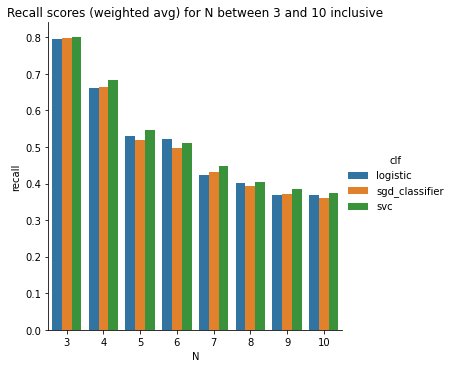 Recall scores (weighted avg) for N between 3 and 10 inclusive
0.8
0.7
0.6
0.5
0.4
0.3
0.2
0.1
0.0
recall
3 4 5 6 7 8 9 10
N
clf
logistic
sgd_classifier
svc